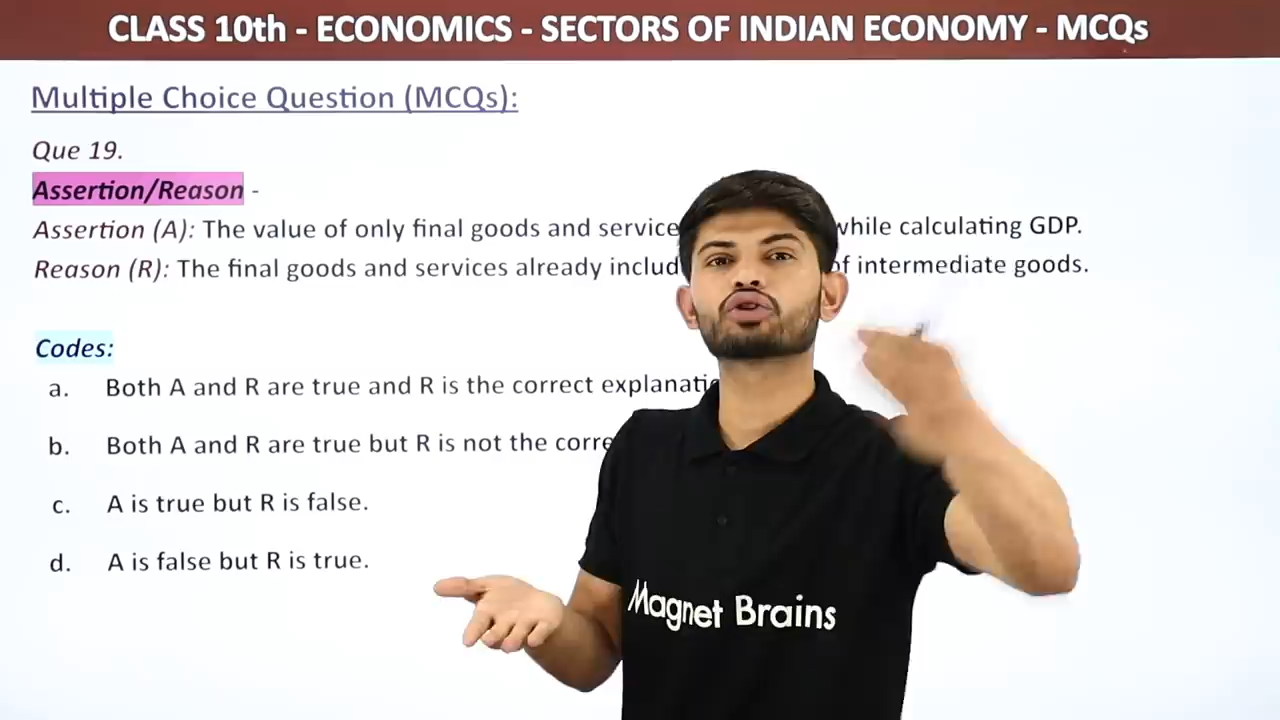 CLASS 10th - ECONOMICS - SECTORS OF INDIAN ECONOMY - MCQs
Multiple Choice Question (MCQs):
Que 19.
Assertion/Reason -
Assertion (A): The value of only final goods and service while calculating GDP.
Reason (R): The final goods and services already includ of intermediate goods.
Codes:
a. Both A and R are true and R is the correct explanatio
b. Both A and R are true but R is not the corre
c. A is true but R is false.
d. A is false but R is true.
Magnet Brains